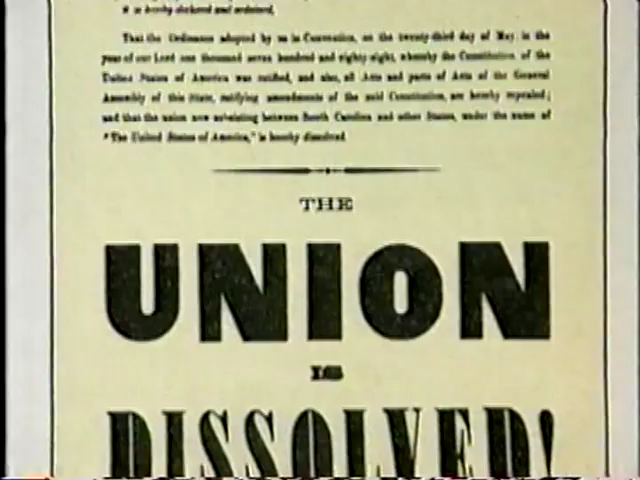 it is hereby declared and ordained,
That the Ordinance adopted by us in Convention, on the twenty-third day of May in the
year of our Lord one thousand seven hundred and eighty-eight, whereby the Constitution of the
United States of America was ratified, and also, all Acts and parts of Acts of the General
Assembly of this State, ratifying amendments of the said Constitution, are hereby repealed;
and that the union now subsisting between South Carolina and other States, under the name of
"The United States of America," is hereby dissolved.
THE
UNION
IS
DISSOLVED!